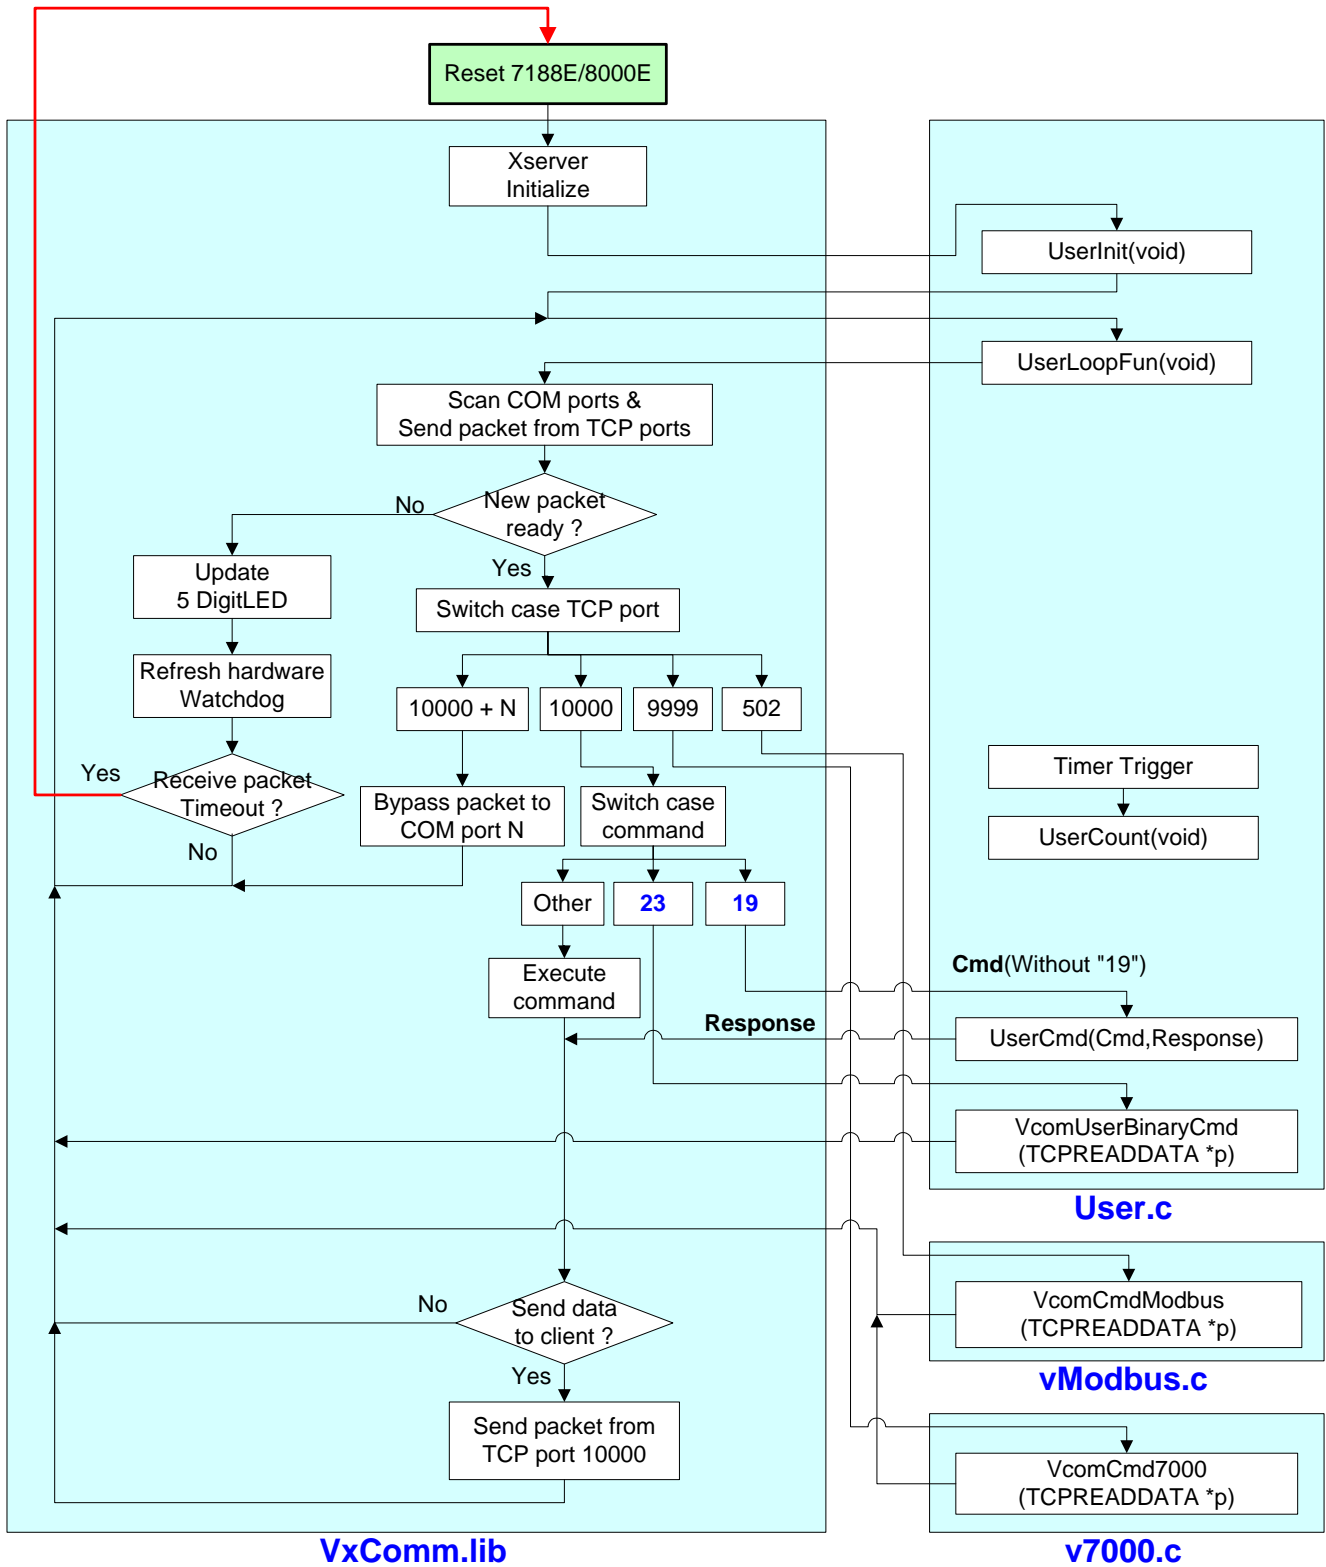 Reset 7188E/8000E
Xserver
Initialize
UserInit(void)
UserLoopFun(void)
Scan COM ports &
Send packet from TCP ports
No
New packet
ready ?
Yes
Update
5 DigitLED
Switch case TCP port
Refresh hardware
Watchdog
10000 + N
10000
9999
502
Timer Trigger
Yes
Receive packet
Timeout ?
Bypass packet to
COM port N
Switch case
command
UserCount(void)
No
Other
23
19
Cmd(Without "19")
Execute
command
Response
UserCmd(Cmd,Response)
VcomUserBinaryCmd
(TCPREADDATA *p)
User.c
No
Send data
to client ?
VcomCmdModbus
(TCPREADDATA *p)
Yes
vModbus.c
Send packet from
TCP port 10000
VcomCmd7000
(TCPREADDATA *p)
VxComm.lib
v7000.c